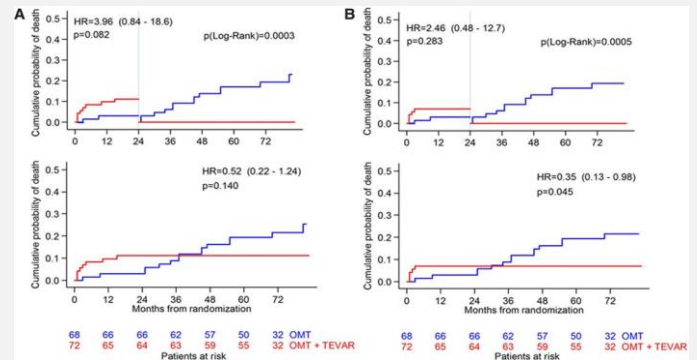 A
HR=3.96 (0.84 - 18.6)
p=0.082
p(Log-Rank)=0.0003
Cumulative probability of death
0.5
0.4
0.3
0.2
0.1
0.0
0 12 24 36 48 60 72
HR=0.52 (0.22 - 1.24)
p=0.140
Cumulative probability of death
0.5
0.4
0.3
0.2
0.1
0.0
0 12 24 36 48 60 72
Months from randomization
68 66 66 62 57 50 32 OMT
72 65 64 63 59 55 32 OMT + TEVAR
Patients at risk
B
HR=2.46 (0.48 - 12.7)
p=0.283
p(Log-Rank)=0.0005
Cumulative probability of death
0.5
0.4
0.3
0.2
0.1
0.0
0 12 24 36 48 60 72
HR=0.35 (0.13 - 0.98)
p=0.045
Cumulative probability of death
0.5
0.4
0.3
0.2
0.1
0.0
0 12 24 36 48 60 72
Months from randomization
68 66 66 62 57 50 32 OMT
72 65 64 63 59 55 32 OMT + TEVAR
Patients at risk